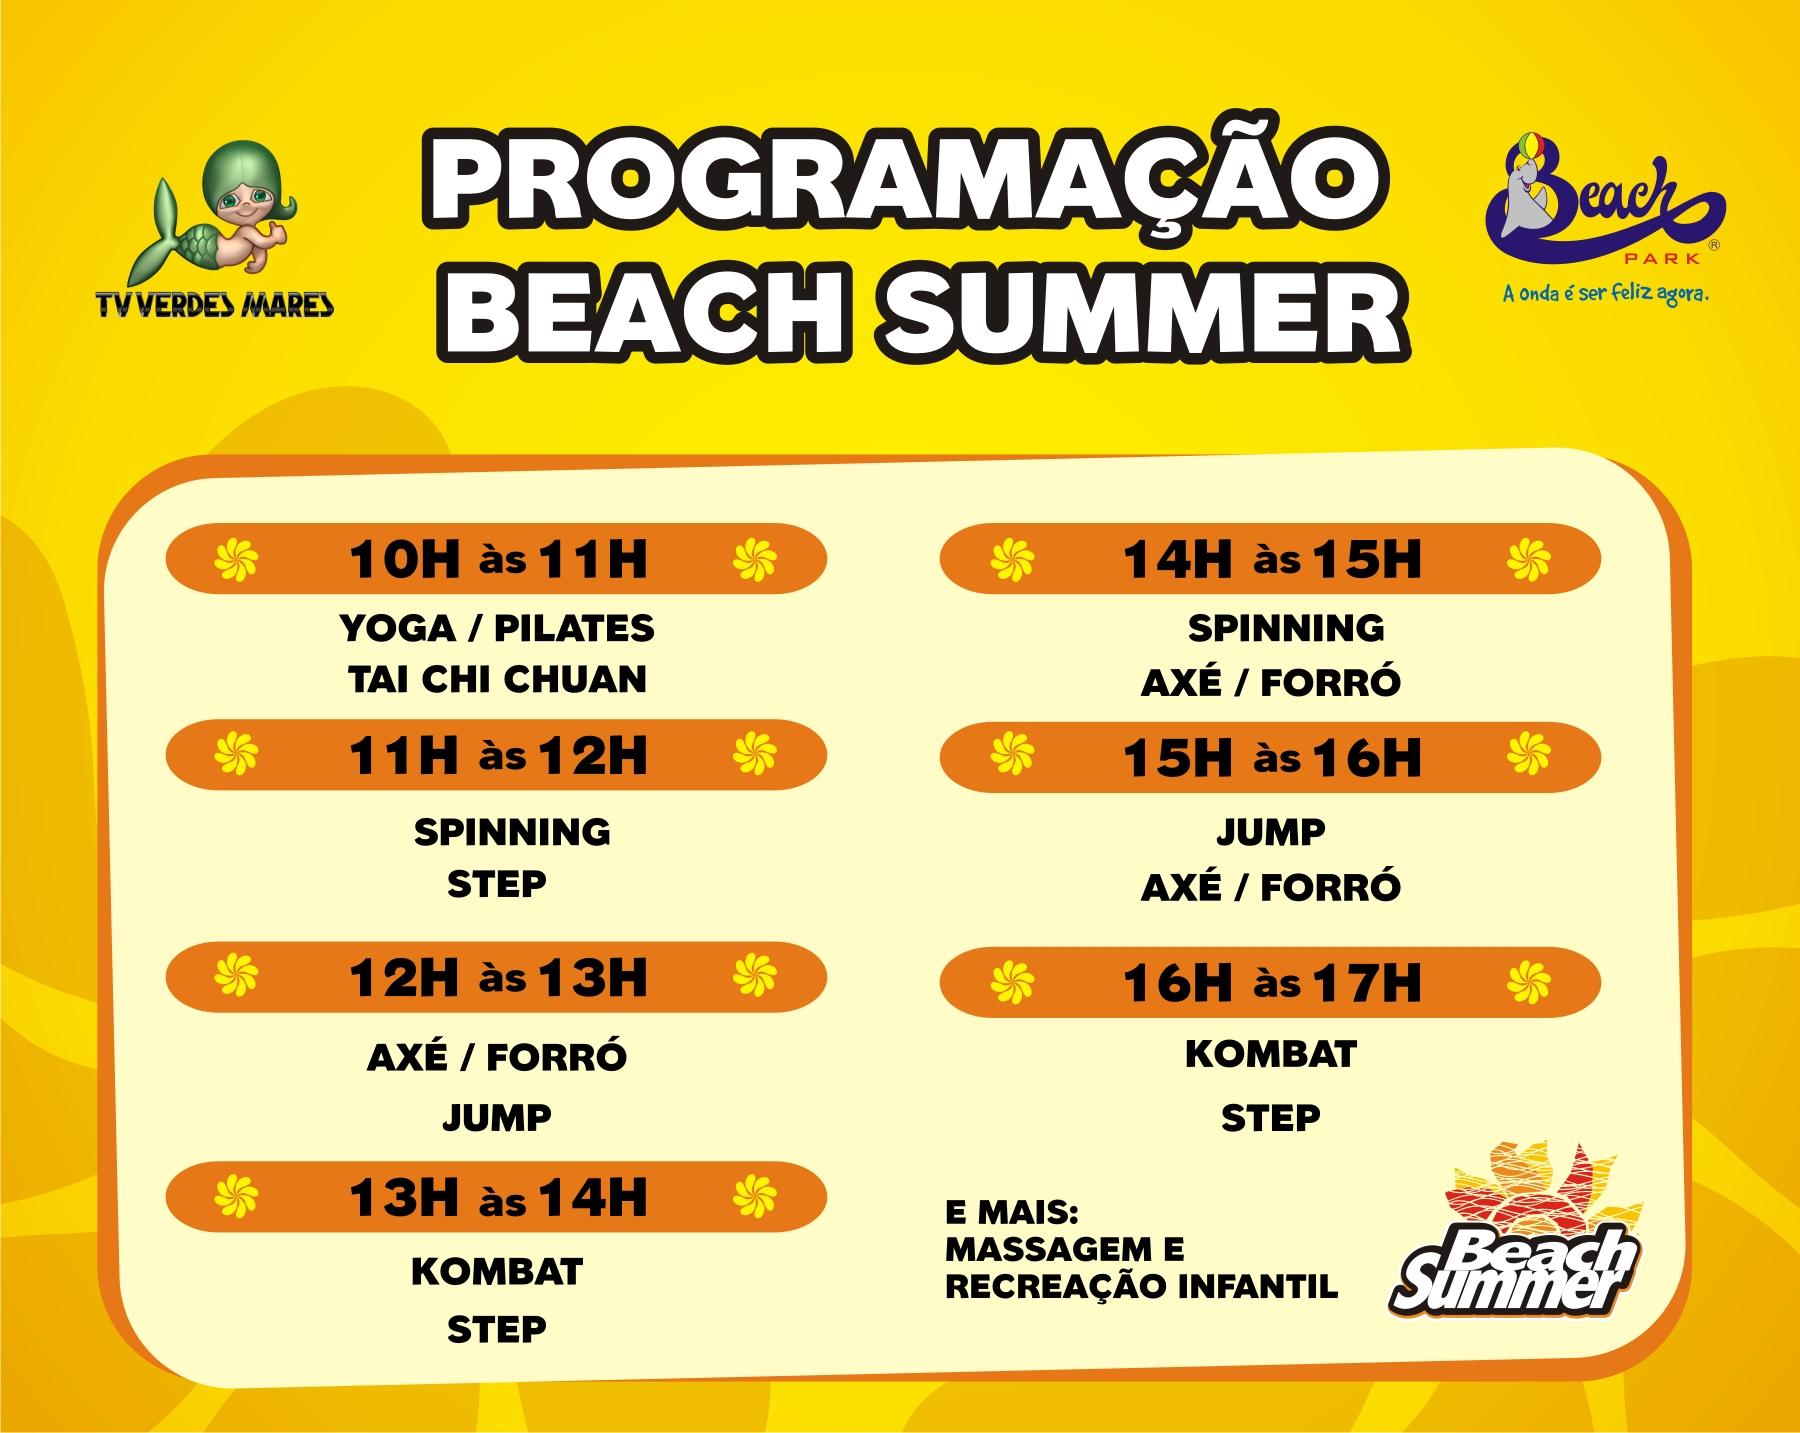 PROGRAMAÇÃO
BEACH SUMMER
TV VERDES MARES
Beach
PARK
®
A onda é ser feliz agora.
10H às 11H
YOGA / PILATES
TAI CHI CHUAN
11H às 12H
SPINNING
STEP
12H às 13H
AXÉ / FORRÓ
JUMP
13H às 14H
KOMBAT
STEP
14H às 15H
SPINNING
AXÉ / FORRÓ
15H às 16H
JUMP
AXÉ / FORRÓ
16H às 17H
KOMBAT
STEP
E MAIS:
MASSAGEM E
RECREAÇÃO INFANTIL
Beach
Summer